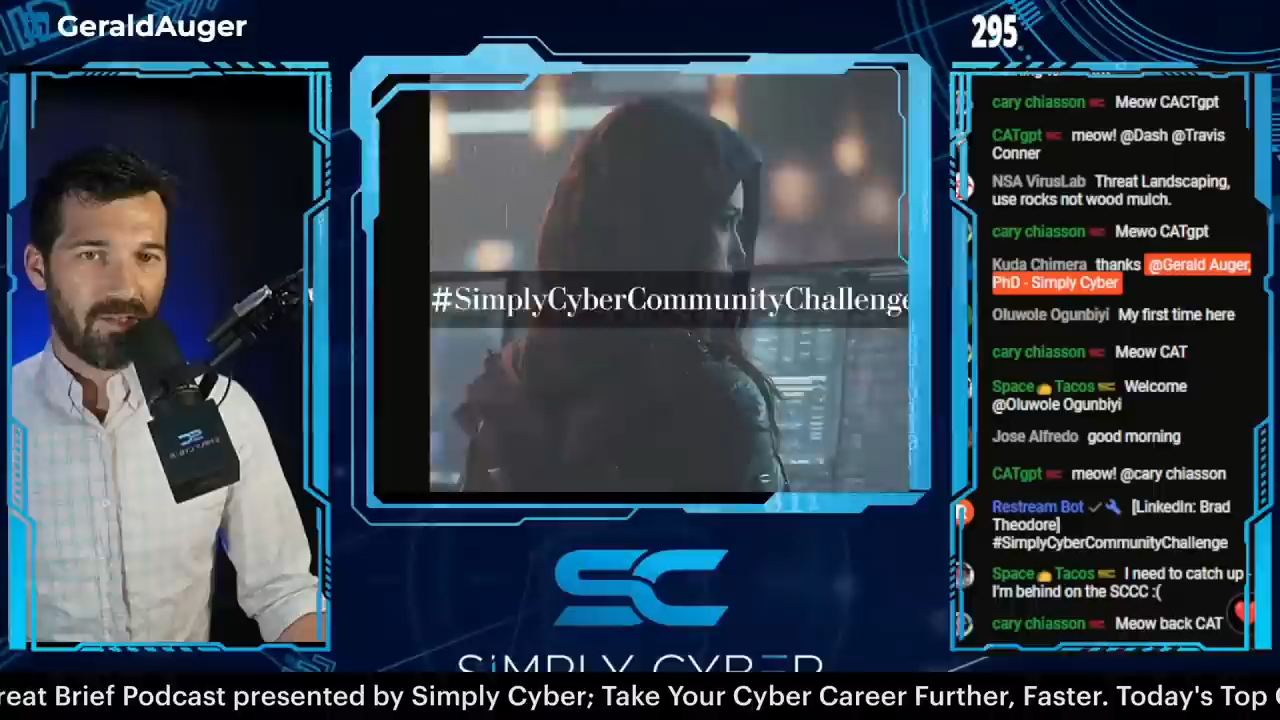 GeraldAuger
295
cary chiasson Meow CACTgpt
CATgpt meow! @Dash @Travis
Conner
NSA VirusLab Threat Landscaping,
use rocks not wood mulch.
cary chiasson Mewo CATgpt
Kuda Chimera thanks @Gerald Auger,
PhD - Simply Cyber
Oluwole Ogunbiyi My first time here
cary chiasson Meow CAT
Space Tacos Welcome
@Oluwole Ogunbiyi
Jose Alfredo good morning
CATgpt meow! @cary chiasson
Restream Bot [LinkedIn: Brad
Theodore]
#SimplyCyberCommunityChallenge
Space Tacos I need to catch up -
I'm behind on the SCCC :(
cary chiasson Meow back CAT
#SimplyCyberCommunityChallenge
SC
SiMPLY CYBER
reat Brief Podcast presented by Simply Cyber; Take Your Cyber Career Further, Faster. Today's Top